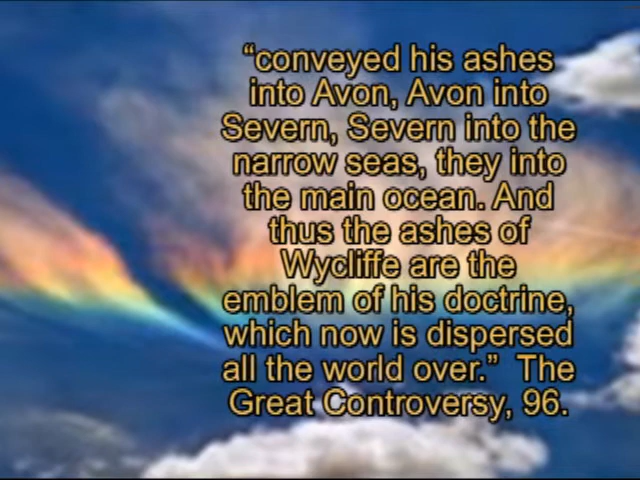 “conveyed his ashes
into Avon, Avon into
Severn, Severn into the
narrow seas, they into
the main ocean. And
thus the ashes of
Wycliffe are the
emblem of his doctrine,
which now is dispersed
all the world over.”  The
Great Controversy, 96.